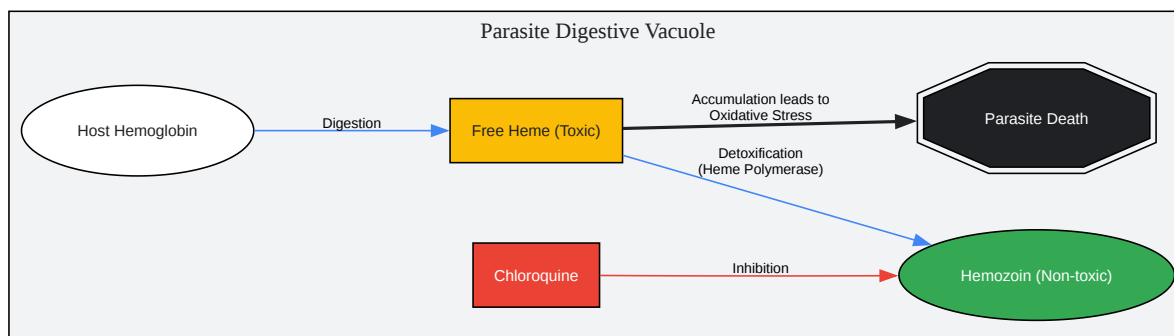 Parasite Digestive Vacuole
Host Hemoglobin
Digestion
Free Heme (Toxic)
Accumulation leads to
Oxidative Stress
Parasite Death
Detoxification
(Heme Polymerase)
Chloroquine
Inhibition
Hemozoin (Non-toxic)